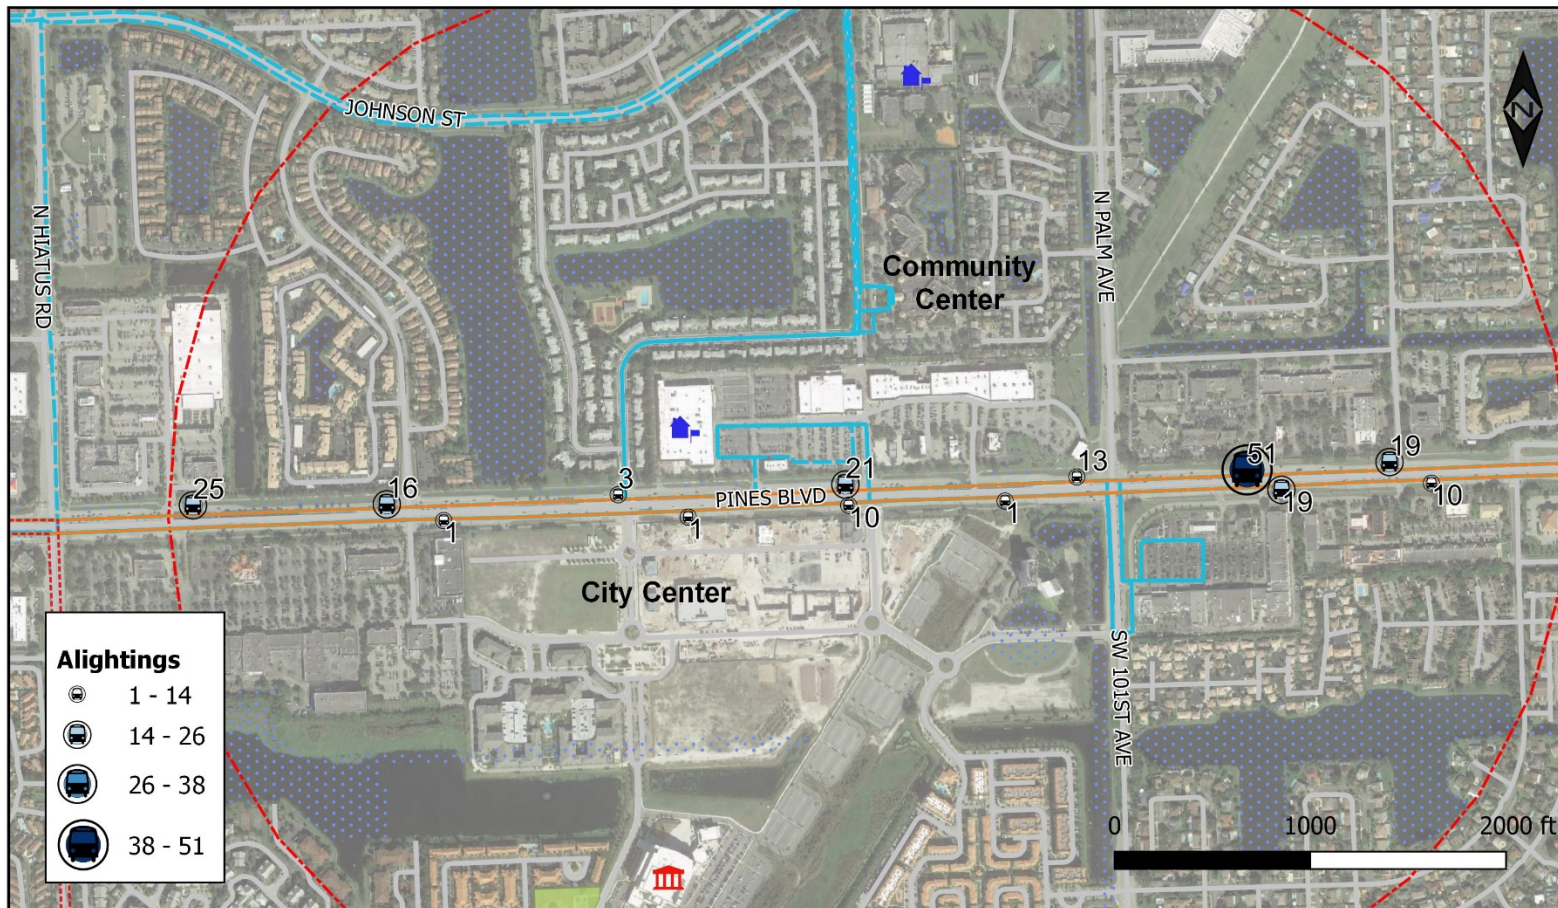 JOHNSON ST
N HIATUS RD
N PALM AVE
N
Community
Center
25
16
1
3
1
21
10
1
13
51
19
19
10
PINES BLVD
City Center
SW 101ST AVE
Alightings
1 - 14
14 - 26
26 - 38
38 - 51
0 1000 2000 ft